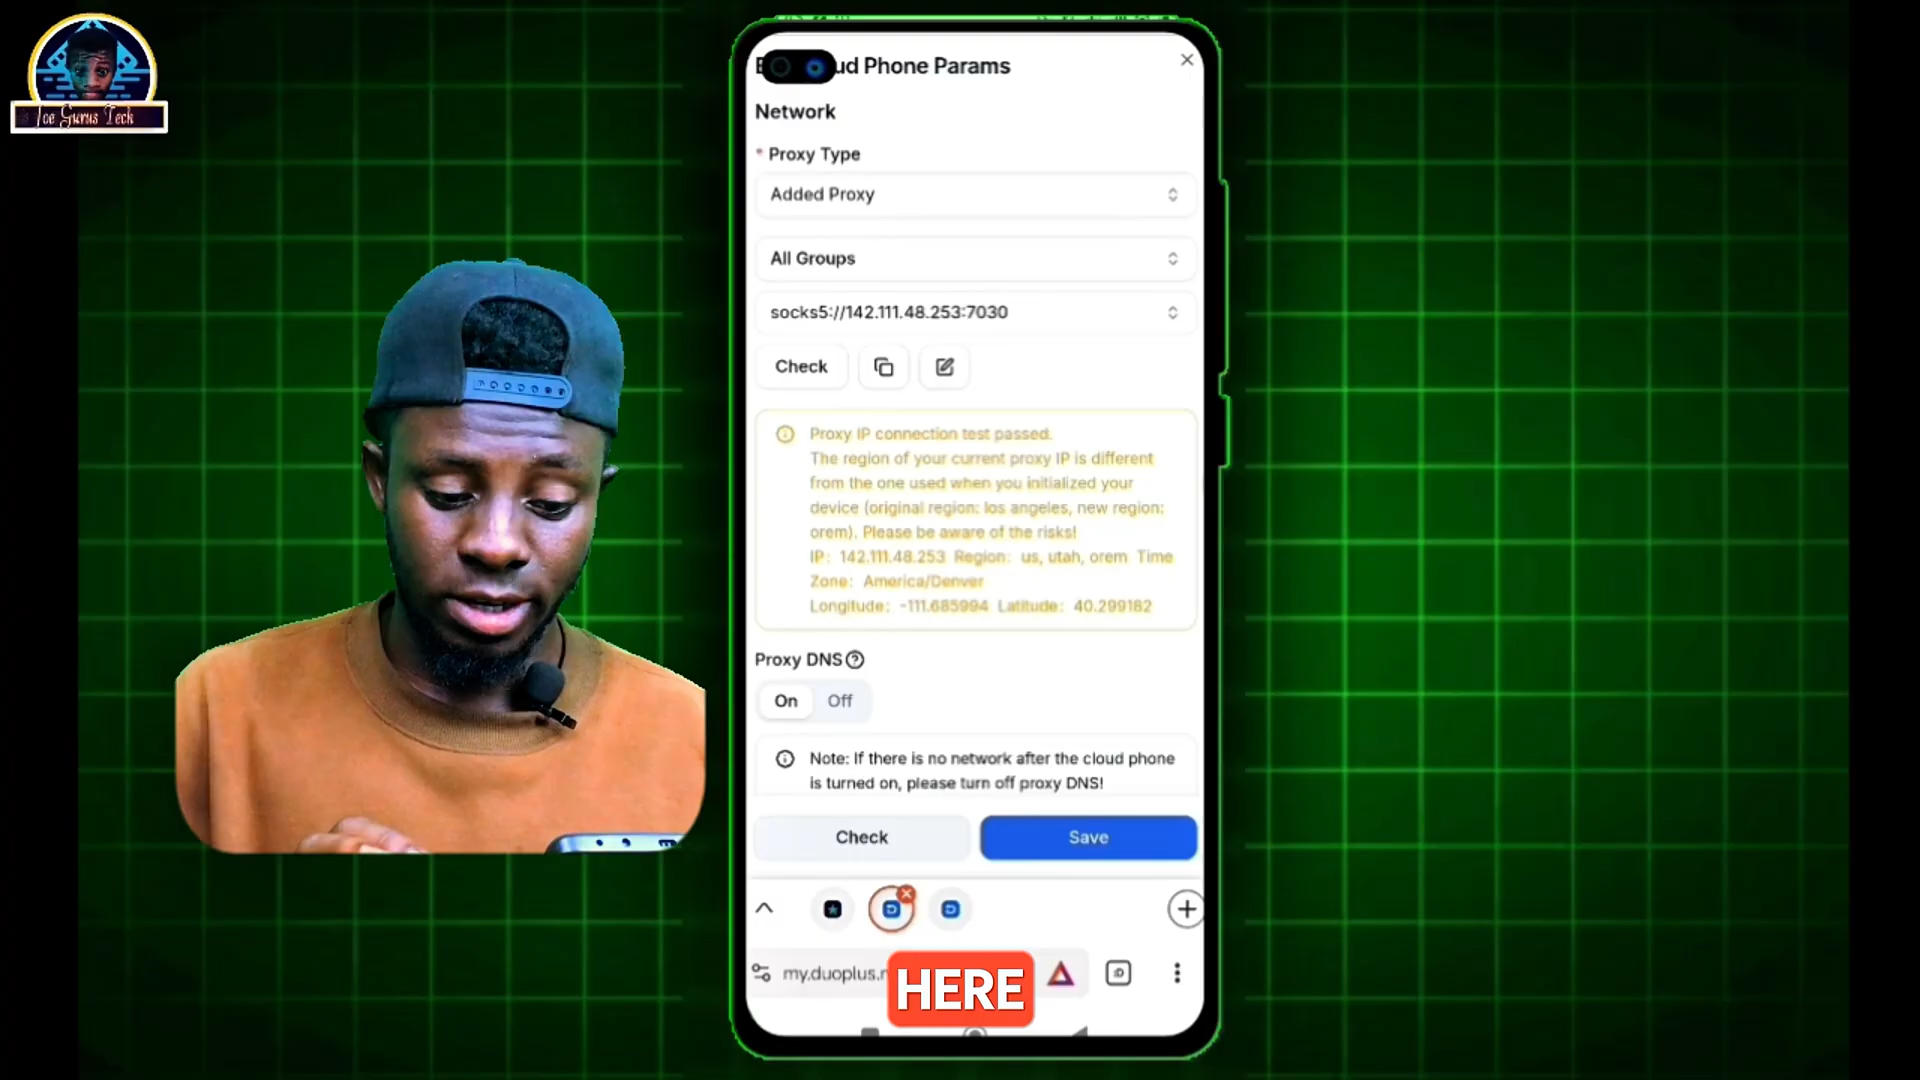 Joe Gurus Tech
ud Phone Params
Network
* Proxy Type
Added Proxy
All Groups
socks5://142.111.48.253:7030
Check
Proxy IP connection test passed.
The region of your current proxy IP is different
from the one used when you initialized your
device (original region: los angeles, new region:
orem). Please be aware of the risks!
IP: 142.111.48.253 Region: us, utah, orem Time
Zone: America/Denver
Longitude: -111.685994 Latitude: 40.299182
Proxy DNS
On Off
Note: If there is no network after the cloud phone
is turned on, please turn off proxy DNS!
Check Save
my.duoplus.
HERE